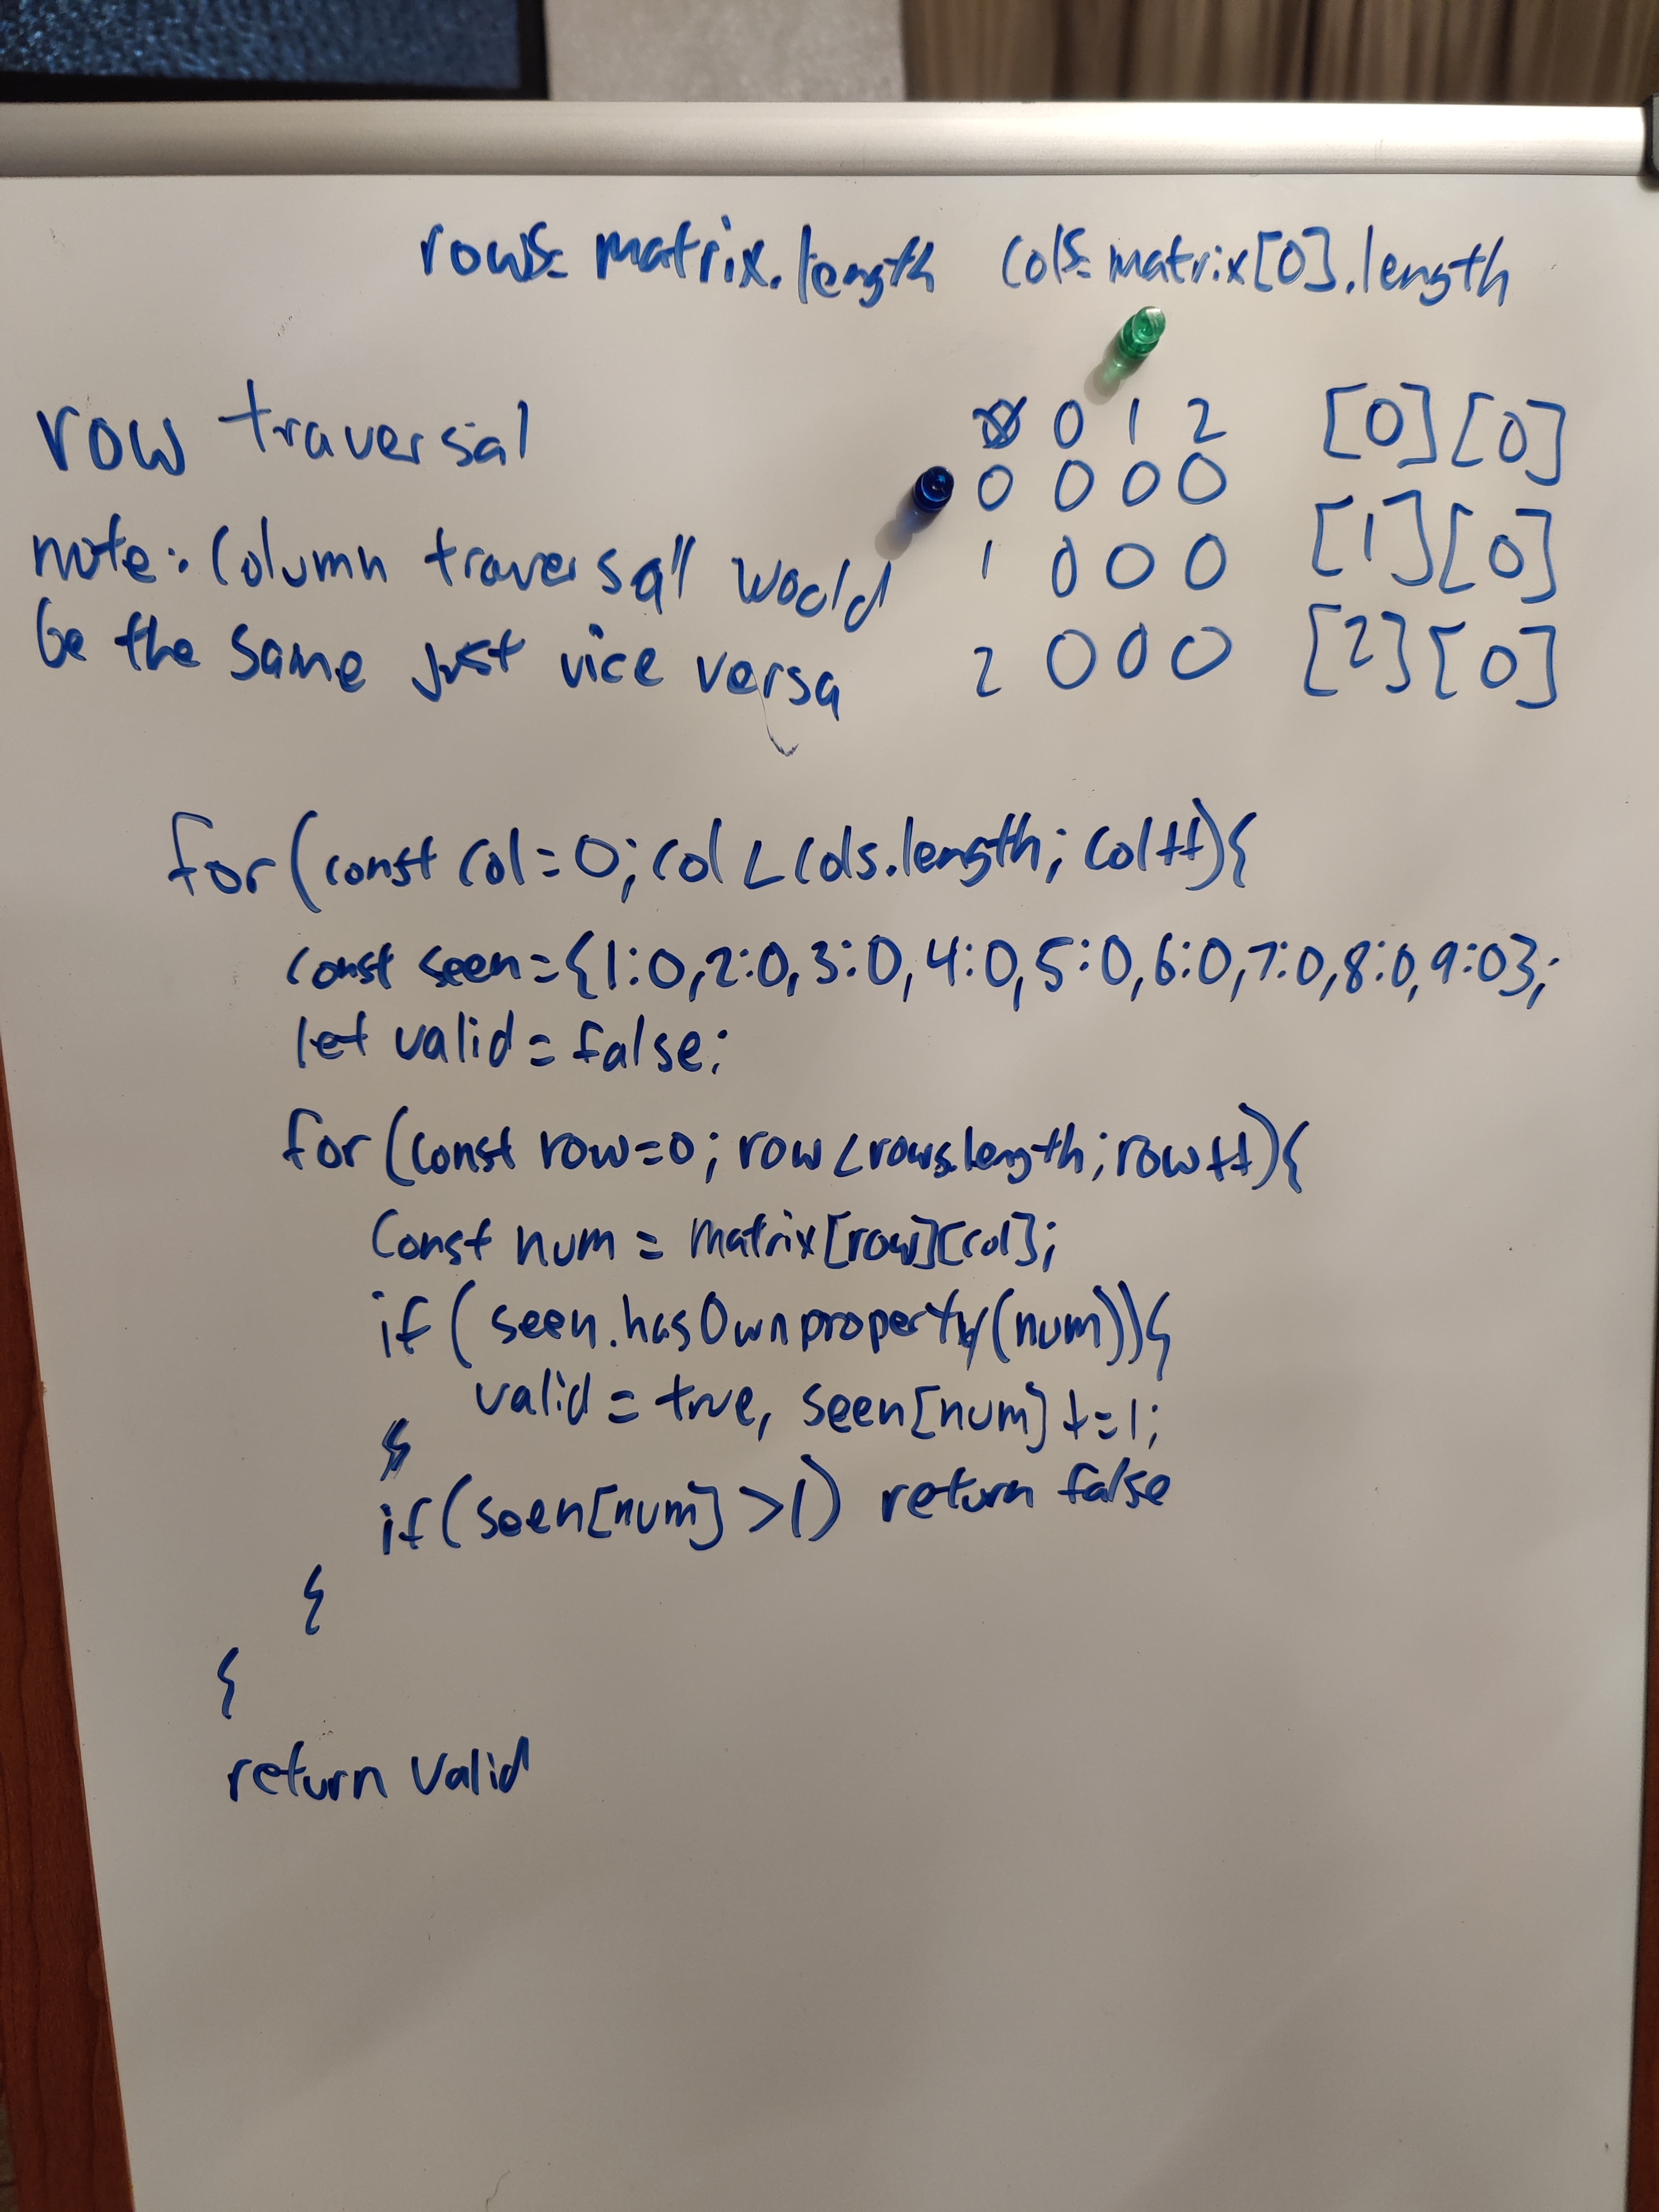 rows= matrix.length cols= matrix[0].length
row traversal
note: Column traversall would
be the same just vice versa
0 1 2 [0][0]
0 0 0 0
1 0 0 0 [1][0]
2 0 0 0 [2][0]
for(const col=0;col<cols.length;col++){
const seen={1:0,2:0,3:0,4:0,5:0,6:0,7:0,8:0,9:0};
let valid=false;
for(const row=0;row<rows.length;row++){
const num = matrix[row][col];
if(seen.hasOwnproperty(num)){
valid=true, seen[num]+=1;
}
if(seen[num]>1) return false
{
{
return valid